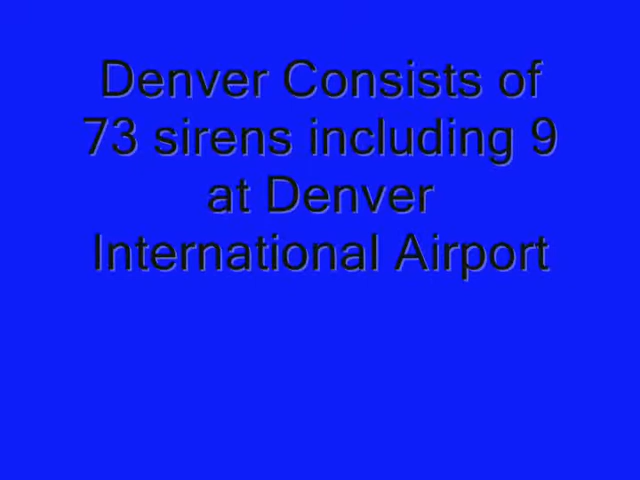 Denver Consists of
73 sirens including 9
at Denver
International Airport